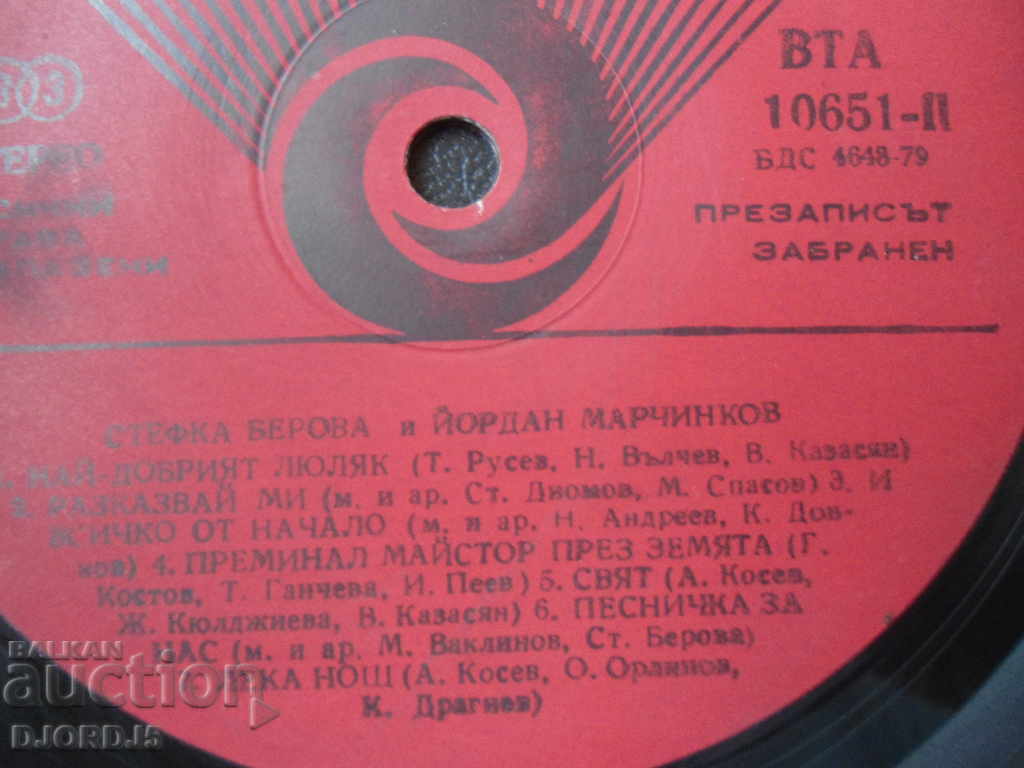 33
ВТА
10651-П
БДС 4648-79
ПРЕЗАПИСЪТ
ЗАБРАНЕН
СТЕФКА БЕРОВА и ЙОРДАН МАРЧИНКОВ
НАЙ-ДОБРИЯТ ЛЮЛЯК (Т. Русев, Н. Вълчев, В. Казасян)
2. РАЗКАЗВАЙ МИ (м. и ар. Ст. Диомов, М. Спасов) 3. И
ВСИЧКО ОТ НАЧАЛО (м. и ар. Н. Андреев, К. Дон-
ков) 4. ПРЕМИНАЛ МАЙСТОР ПРЕЗ ЗЕМЯТА (Г.
Костов, Т. Ганчева, И. Пеев) 5. СВЯТ (А. Косев,
Ж. Кюлджиева, В. Казасян) 6. ПЕСНИЧКА ЗА
НАС (м. и ар. М. Ваклинов, Ст. Берова)
НОЩ (А. Косев, О. Орлинов,
К. Драгнев)
BALKAN
auction
DJORDJ5